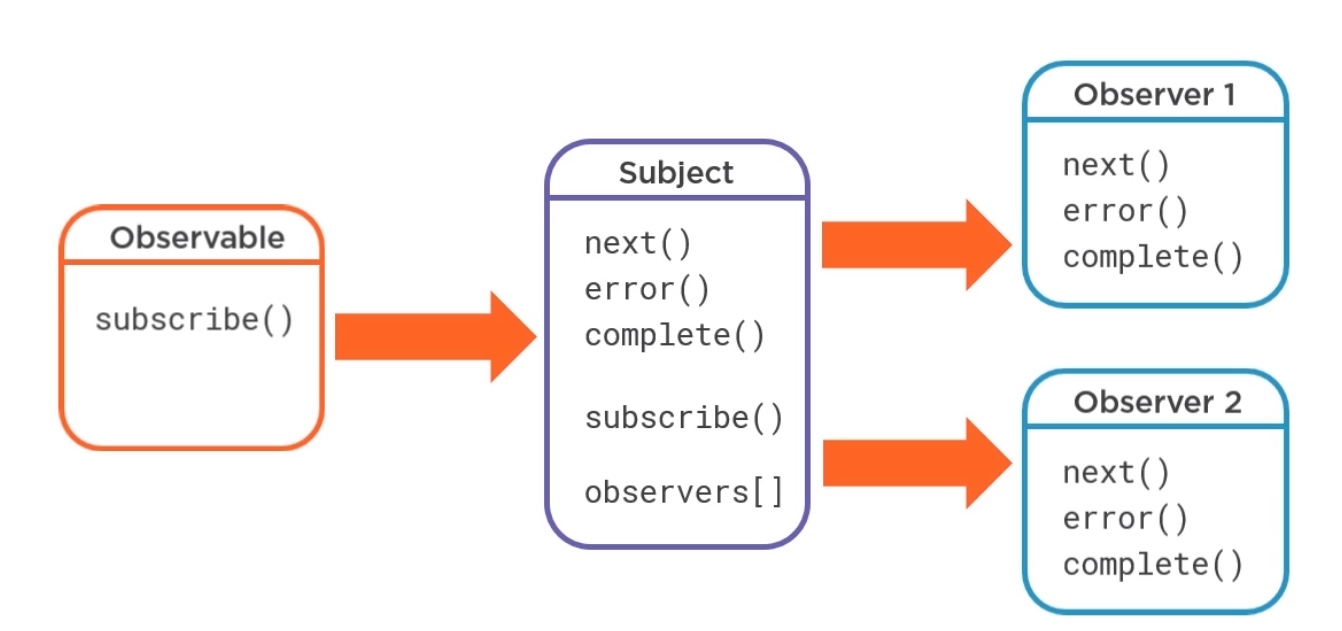 Observable
subscribe()
Subject
next()
error()
complete()
subscribe()
observers[]
Observer 1
next()
error()
complete()
Observer 2
next()
error()
complete()